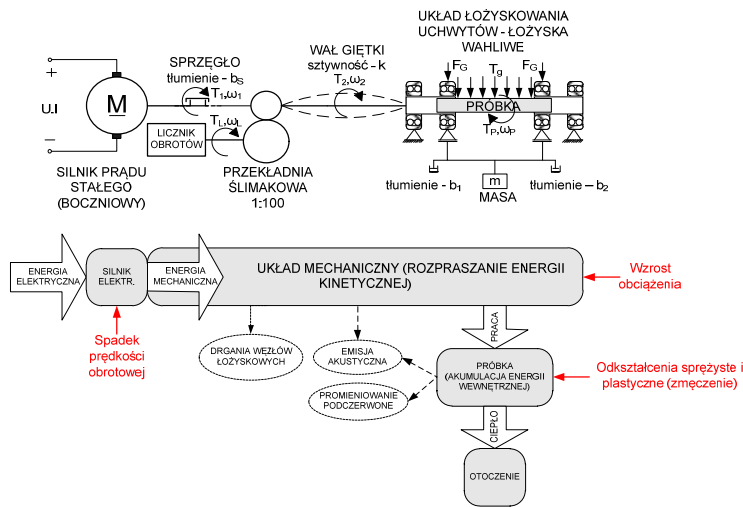 UKŁAD ŁOŻYSKOWANIA
UCHWYTÓW - ŁOŻYSKA
WAHLIWE
SPRZĘGŁO
tłumienie - bS
T1,ω1
WAŁ GIĘTKI
sztywność - k
T2,ω2
FG
Tg
FG
+
U.I
−
M
PRÓBKA
TP,ωP
TL,ωL
LICZNIK
OBROTÓW
SILNIK PRĄDU
STAŁEGO
(BOCZNIOWY)
PRZEKŁADNIA
ŚLIMAKOWA
1:100
tłumienie - b1
m
MASA
tłumienie – b2
ENERGIA
ELEKTRYCZNA
SILNIK
ELEKTR.
ENERGIA
MECHANICZNA
UKŁAD MECHANICZNY (ROZPRASZANIE ENERGII
KINETYCZNEJ)
Wzrost
obciążenia
Spadek
prędkości
obrotowej
DRGANIA WĘZŁÓW
ŁOŻYSKOWYCH
EMISJA
AKUSTYCZNA
PRACA
PRÓBKA
(AKUMULACJA ENERGII
WEWNĘTRZNEJ)
Odkształcenia sprężyste i
plastyczne (zmęczenie)
PROMIENIOWANIE
PODCZERWONE
CIEPŁO
OTOCZENIE